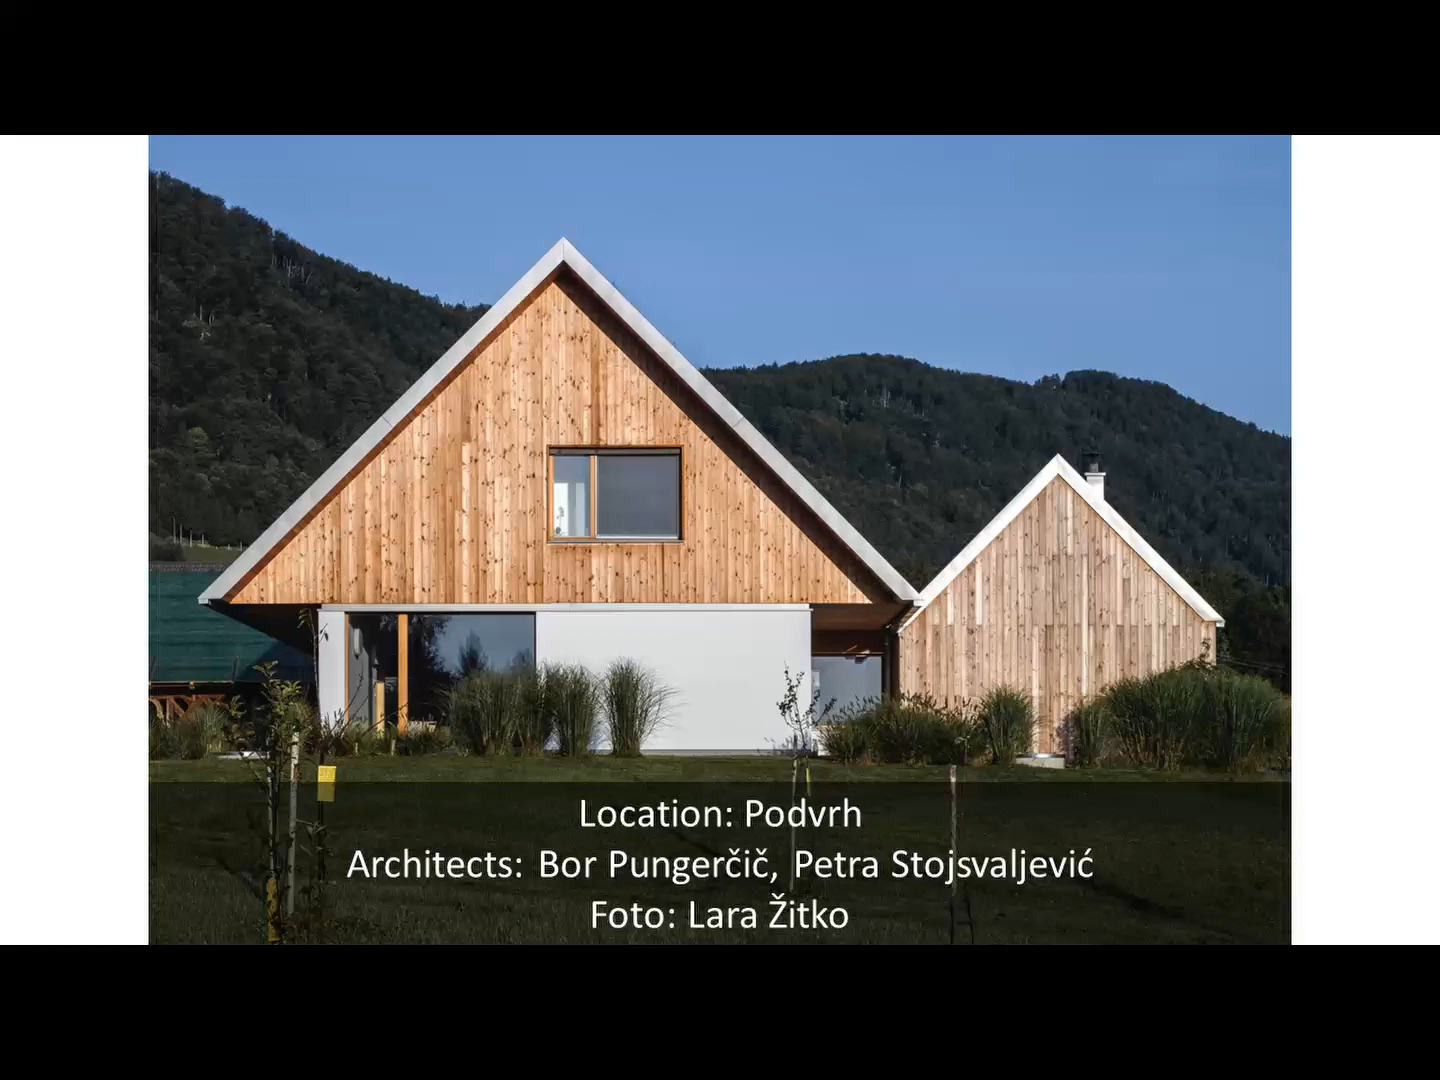 Location: Podvrh
Architects: Bor Pungerčič, Petra Stojsvaljević
Foto: Lara Žitko